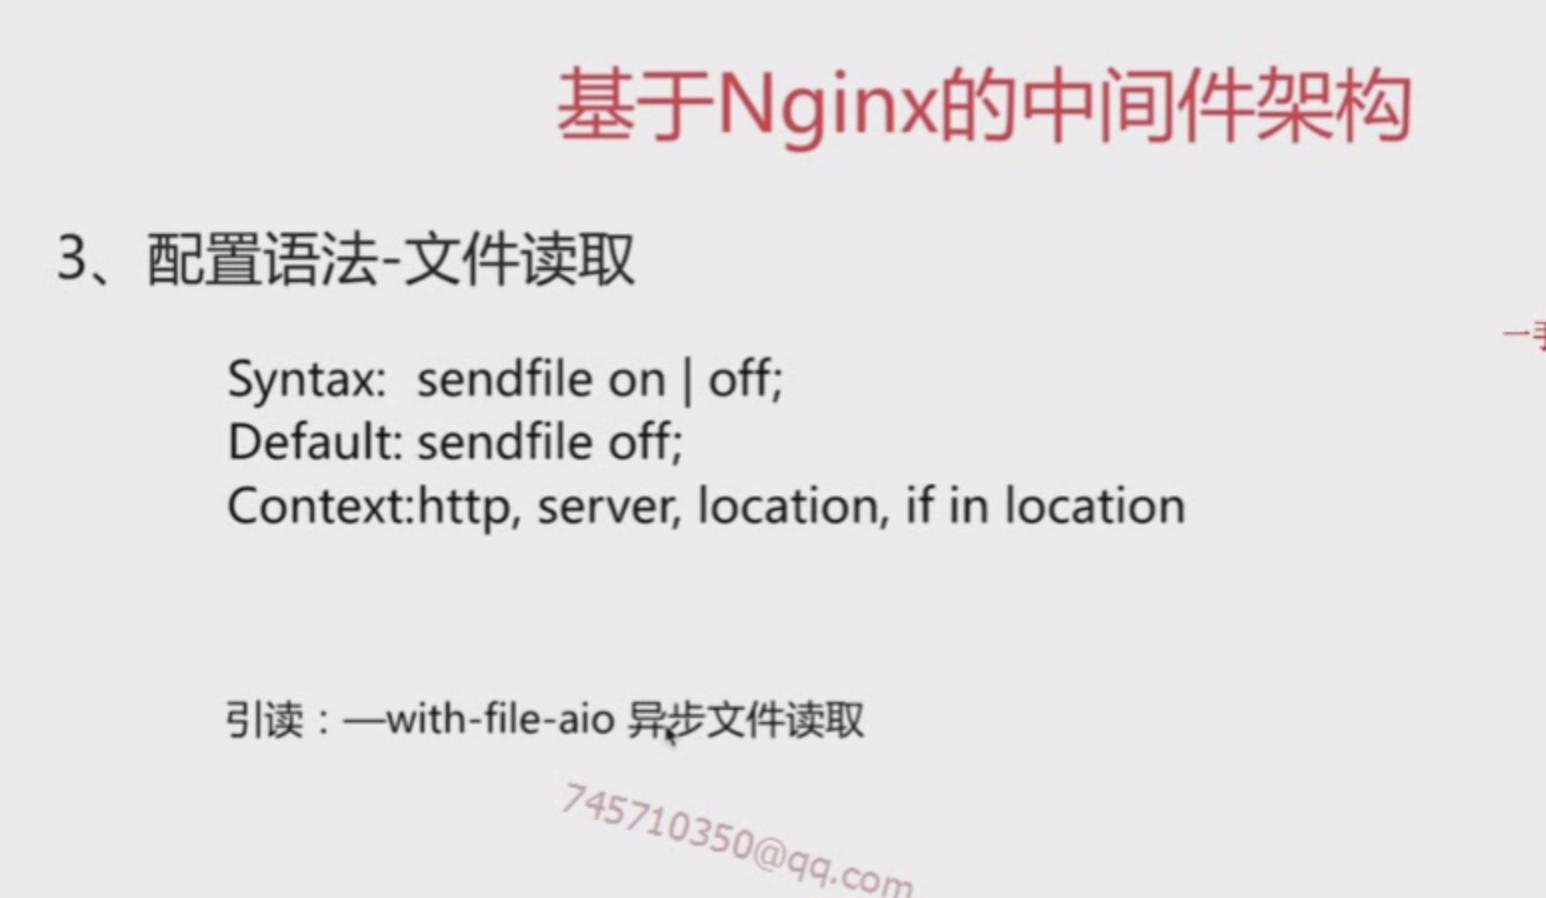 基于Nginx的中间件架构
3、配置语法-文件读取
一手
Syntax: sendfile on | off;
Default: sendfile off;
Context:http, server, location, if in location
引读：—with-file-aio 异步文件读取
745710350@qq.com